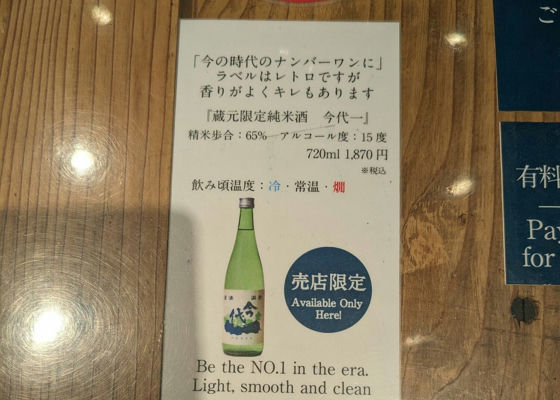 「今の時代のナンバーワンに」
ラベルはレトロですが
香りがよくキレもあります
『蔵元限定純米酒 今代一』
精米歩合：65% アルコール度：15度
720ml 1,870円
※税込
飲み頃温度：冷・常温・燗
今代
売店限定
Available Only
Here!
Be the NO.1 in the era.
Light, smooth and clean
ご
有料
Pay
for